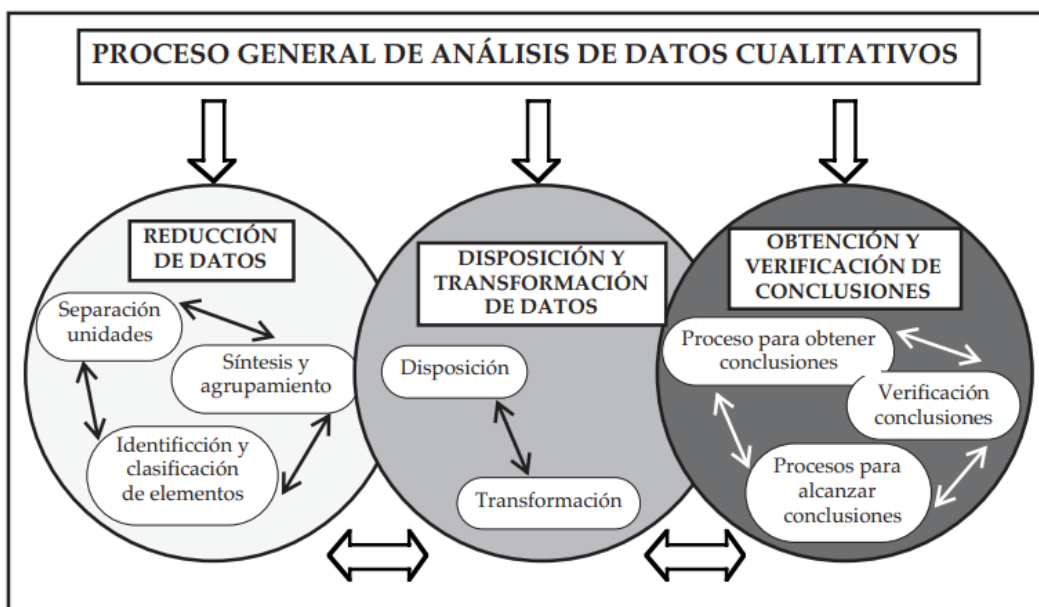 PROCESO GENERAL DE ANÁLISIS DE DATOS CUALITATIVOS
REDUCCIÓN
DE DATOS
Separación
unidades
Síntesis y
agrupamiento
Identificción y
clasificación
de elementos
DISPOSICIÓN Y
TRANSFORMACIÓN
DE DATOS
Disposición
Transformación
OBTENCIÓN Y
VERIFICACIÓN DE
CONCLUSIONES
Proceso para obtener
conclusiones
Verificación
conclusiones
Procesos para
alcanzar
conclusiones